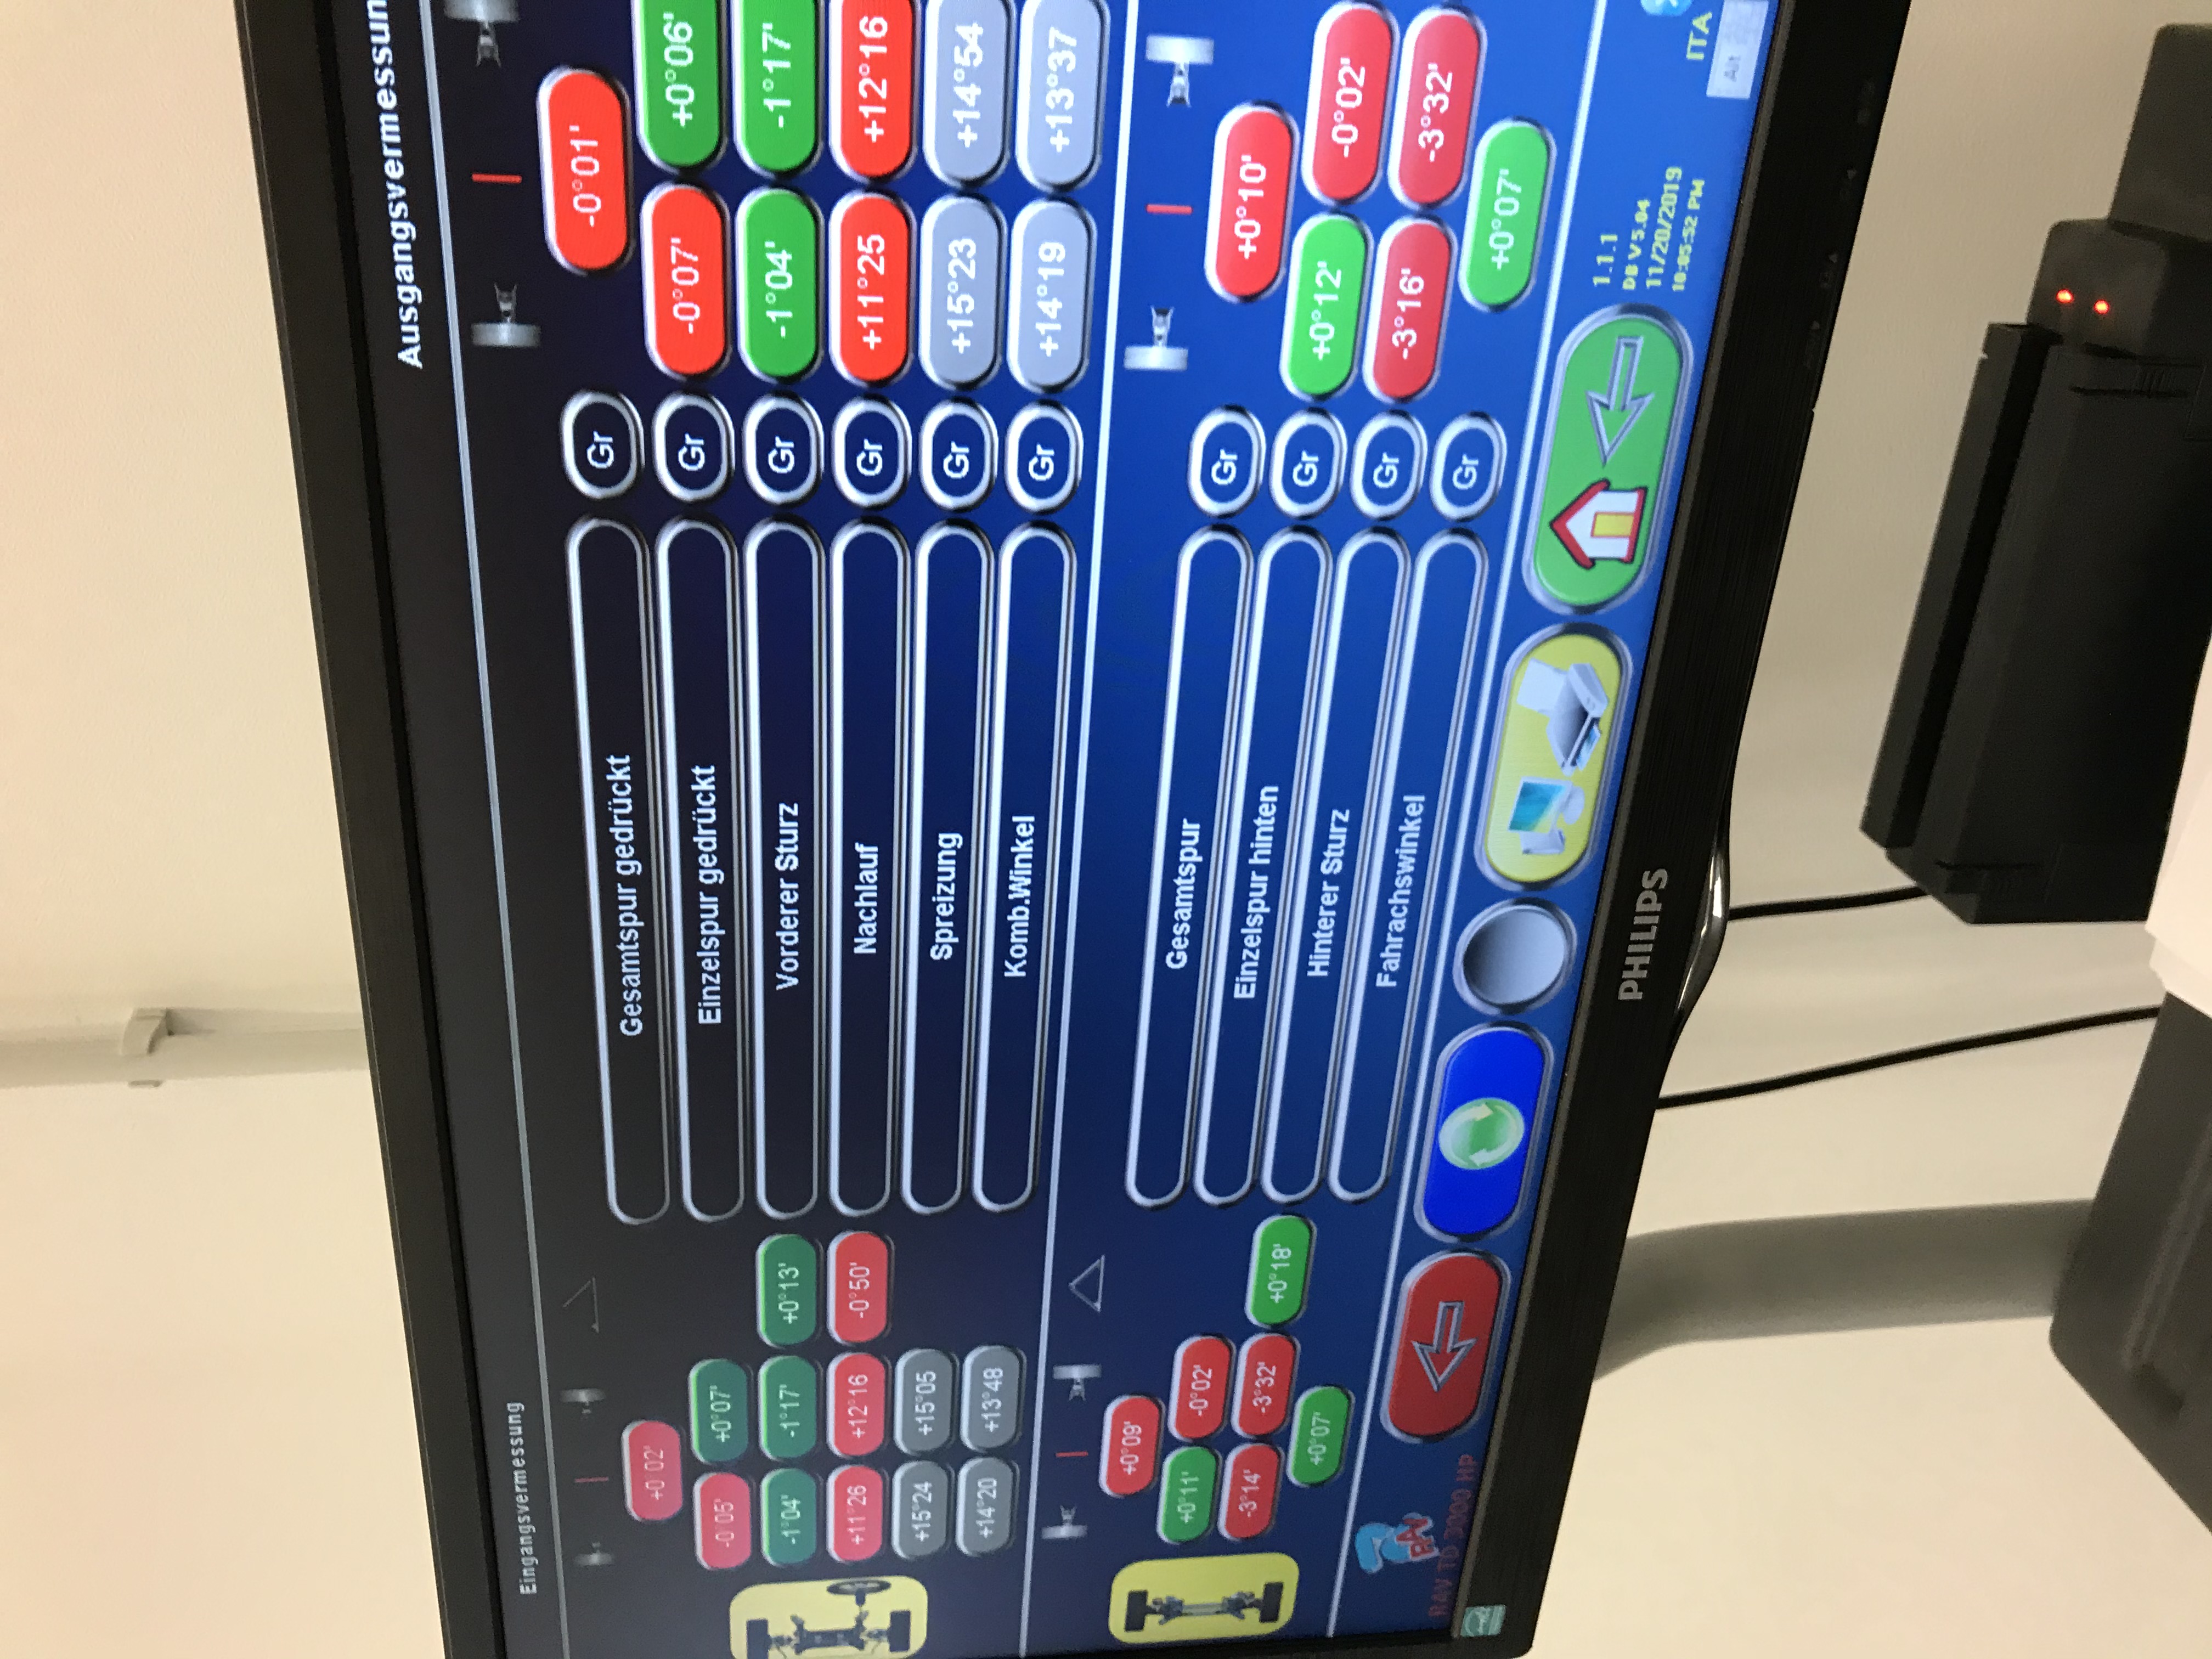 Ausgangsvermessun
Eingangsvermessung
+0°02' Gesamtspur gedrückt Gr -0°01'
-0°05' +0°07' Einzelspur gedrückt Gr -0°07' +0°06'
-1°04' -1°17' +0°13' Vorderer Sturz Gr -1°04' -1°17'
+11°26 +12°16 -0°50' Nachlauf Gr +11°25 +12°16
+15°24 +15°05 Spreizung Gr +15°23 +14°54
+14°20 +13°48 Komb.Winkel Gr +14°19 +13°37
+0°09' Gesamtspur Gr +0°10'
+0°11' -0°02' Einzelspur hinten Gr +0°12' -0°02'
-3°14' -3°32' +0°18' Hinterer Sturz Gr -3°16' -3°32'
+0°07' Fahrachswinkel Gr +0°07'
RAV
RAV TD 3000 HP
1.1.1
DB V 5.04
11/20/2019
10:05:52 PM
ITA
Alt
PHILIPS